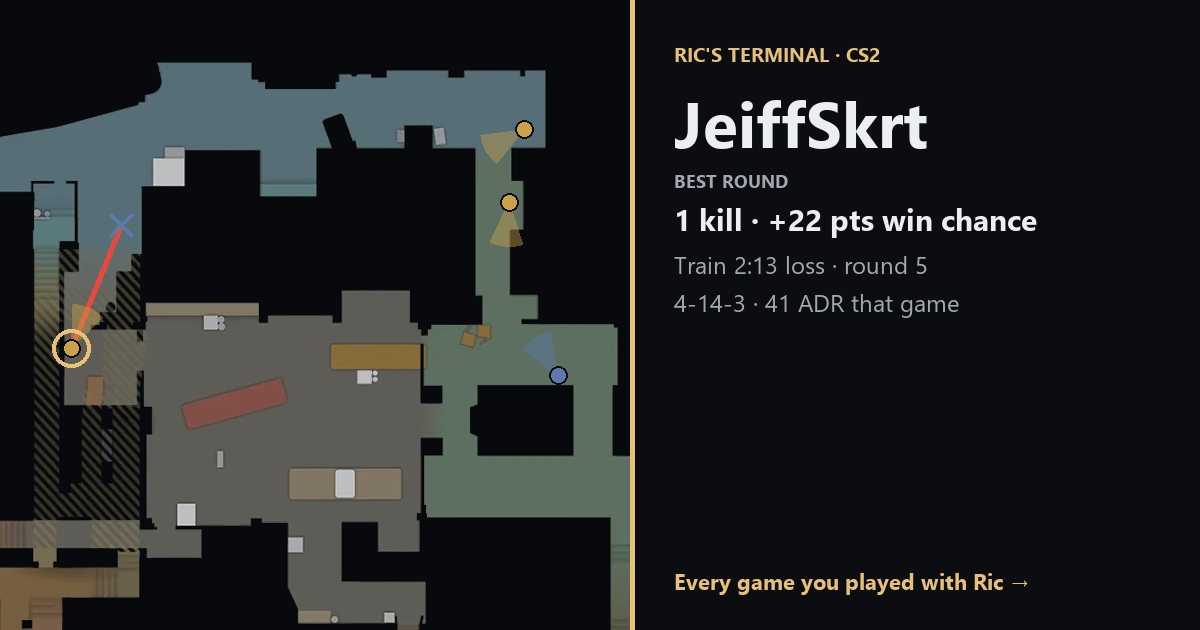 RIC'S TERMINAL · CS2
JeiffSkrt
BEST ROUND
1 kill · +22 pts win chance
Train 2:13 loss · round 5
4-14-3 · 41 ADR that game
Every game you played with Ric →